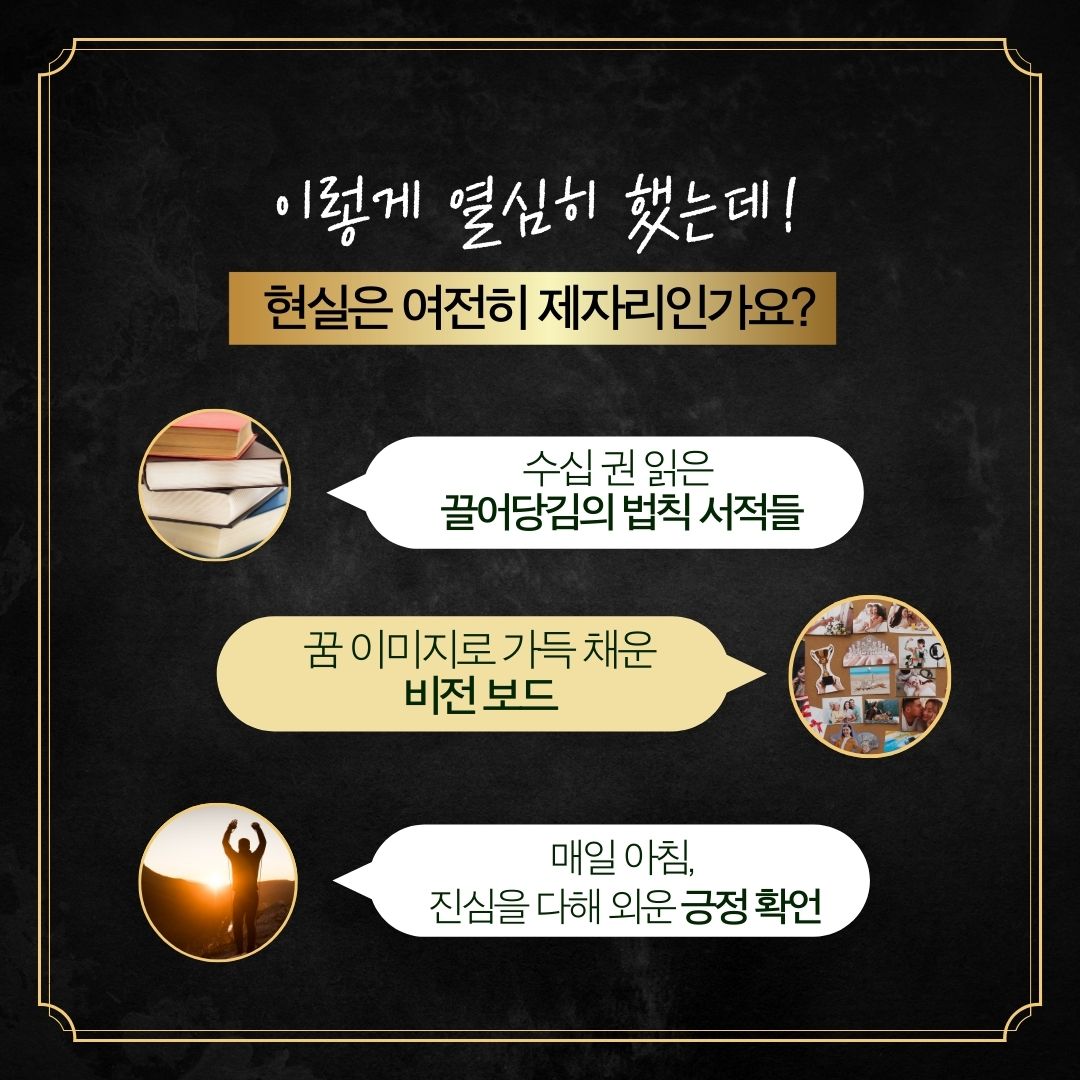 이렇게 열심히 했는데!
현실은 여전히 제자리인가요?
수십 권 읽은
끌어당김의 법칙 서적들
꿈 이미지로 가득 채운
비전 보드
매일 아침,
진심을 다해 외운 긍정 확언